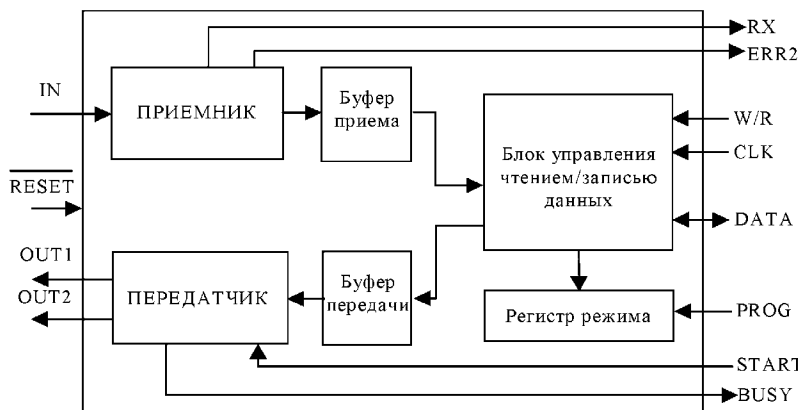 RX
ERR2
IN
ПРИЕМНИК
Буфер
приема
W/R
Блок управления
чтением/записью
данных
CLK
RESET
DATA
OUT1
OUT2
ПЕРЕДАТЧИК
Буфер
передачи
Регистр режима
PROG
START
BUSY